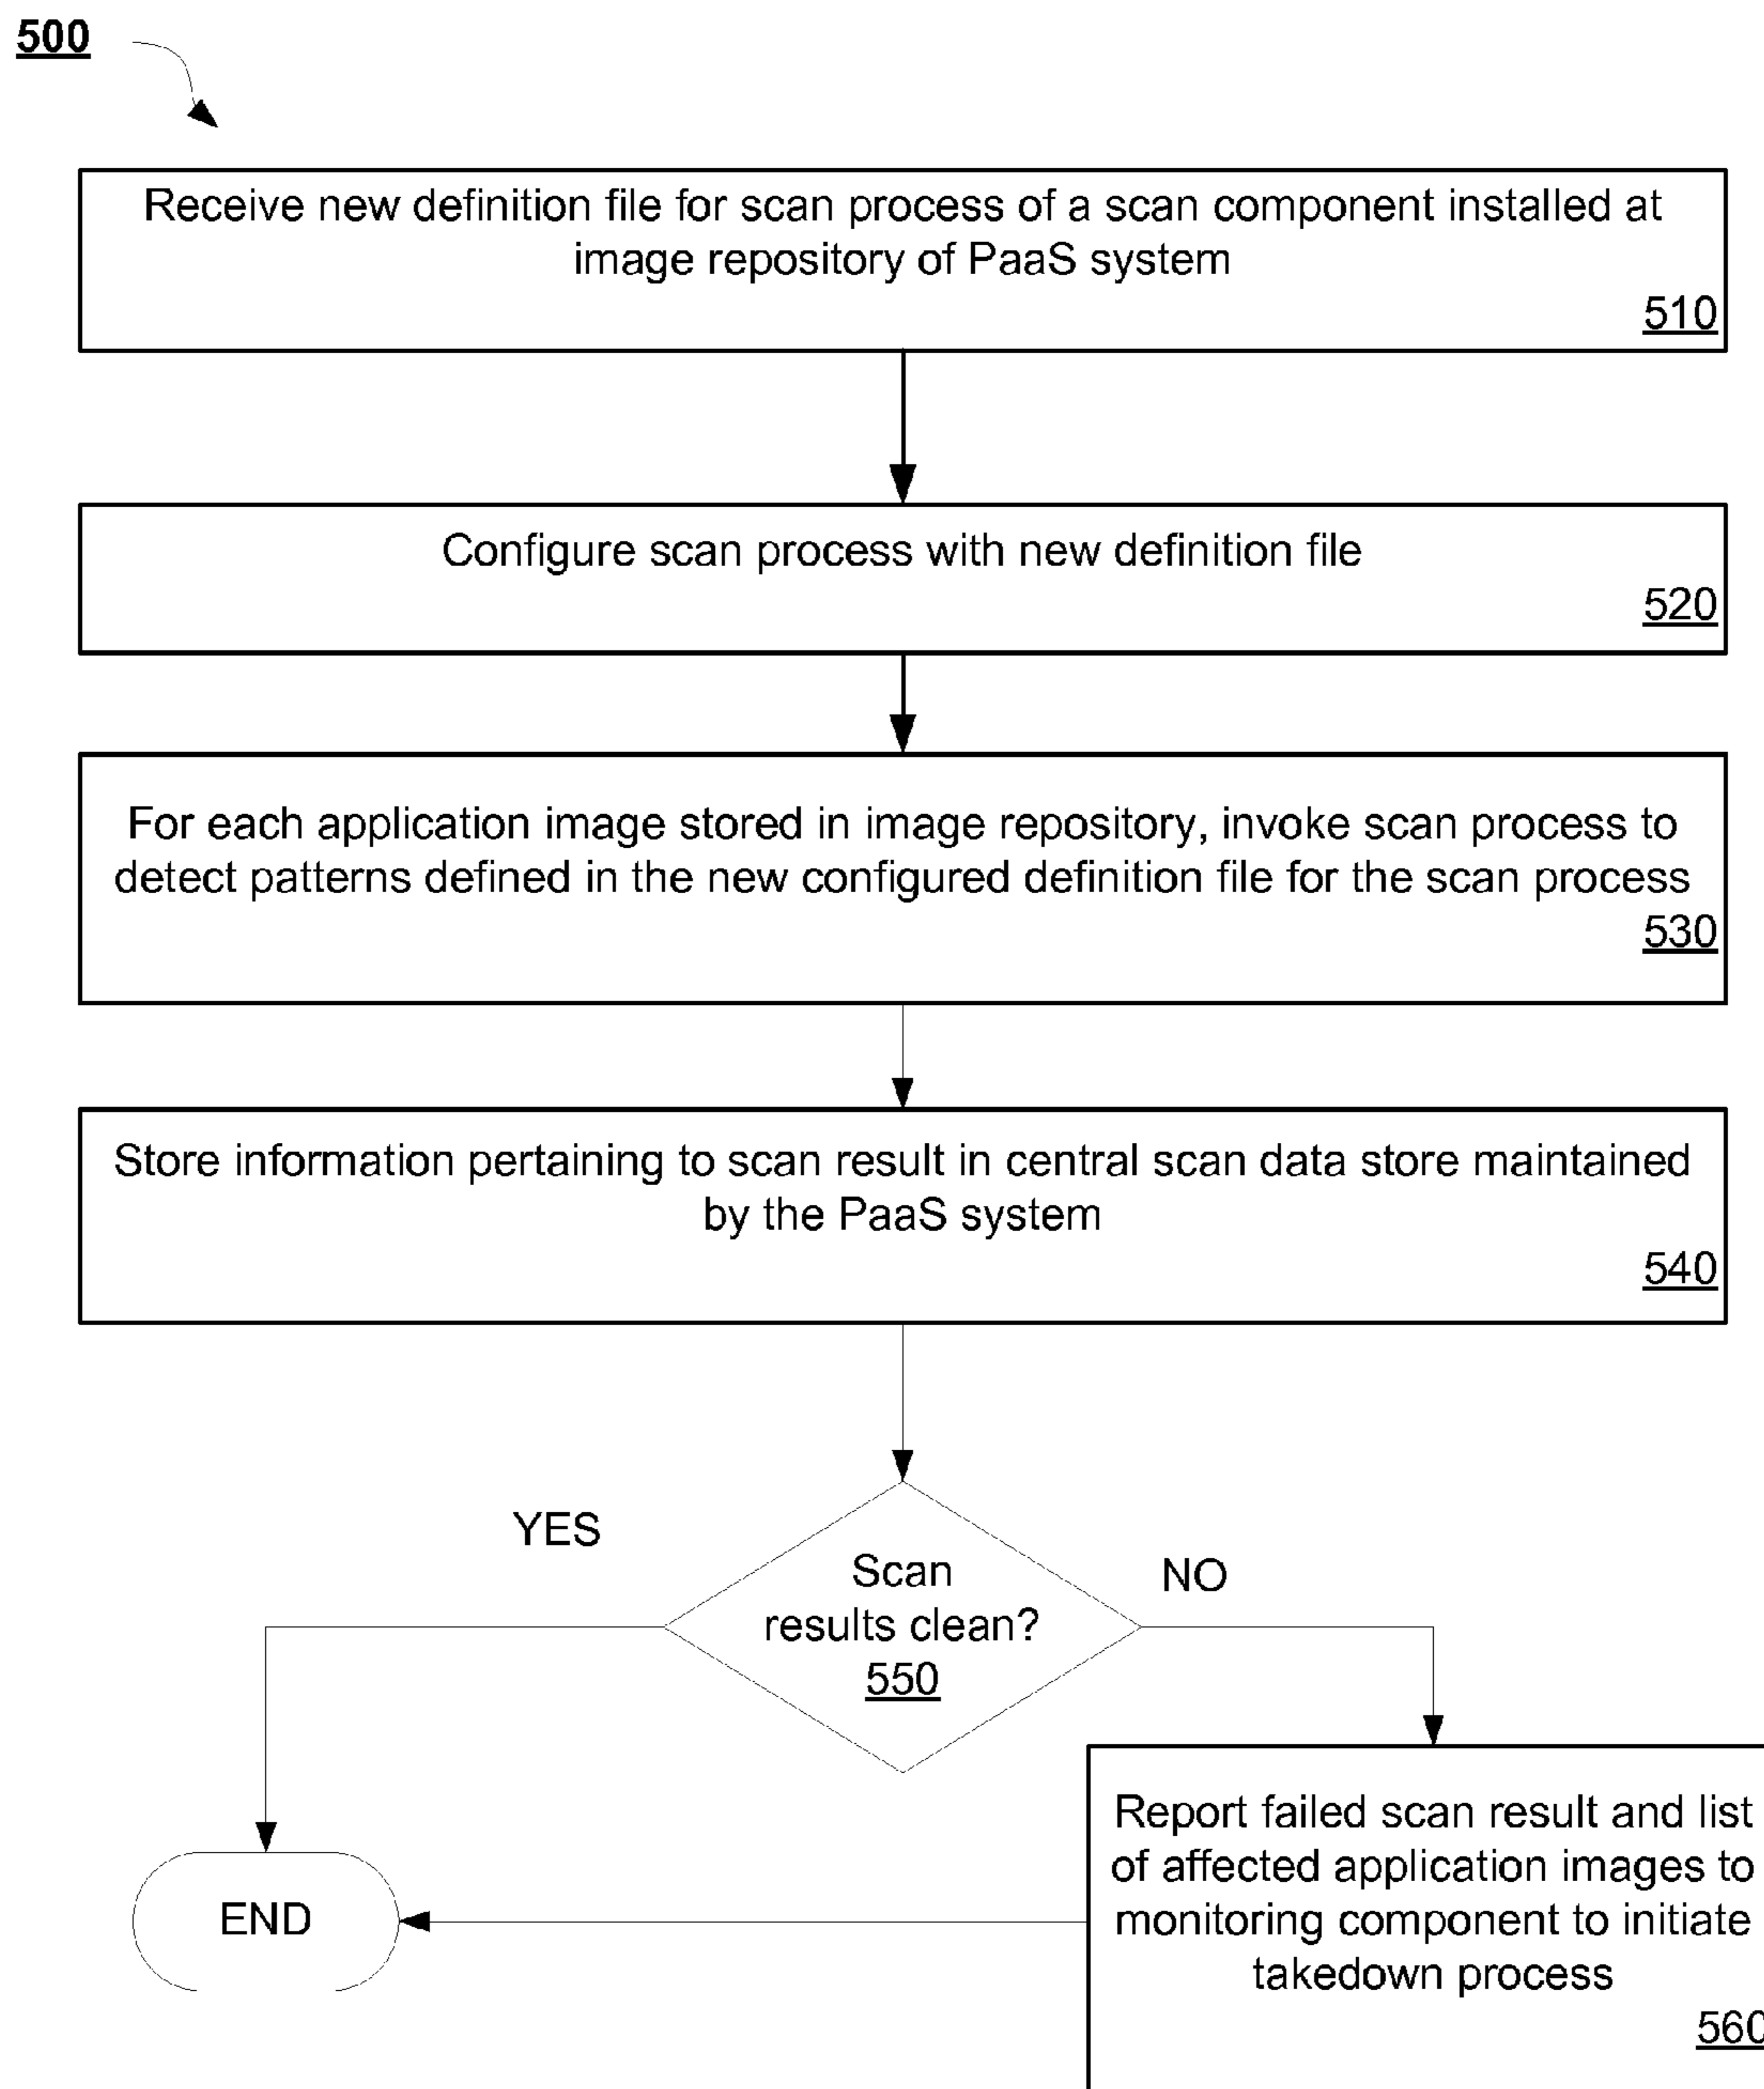 500
Receive new definition file for scan process of a scan component installed at
image repository of PaaS system
510
Configure scan process with new definition file
520
For each application image stored in image repository, invoke scan process to
detect patterns defined in the new configured definition file for the scan process
530
Store information pertaining to scan result in central scan data store maintained
by the PaaS system
540
YES
Scan
results clean?
550
NO
Report failed scan result and list
of affected application images to
monitoring component to initiate
takedown process
560
END